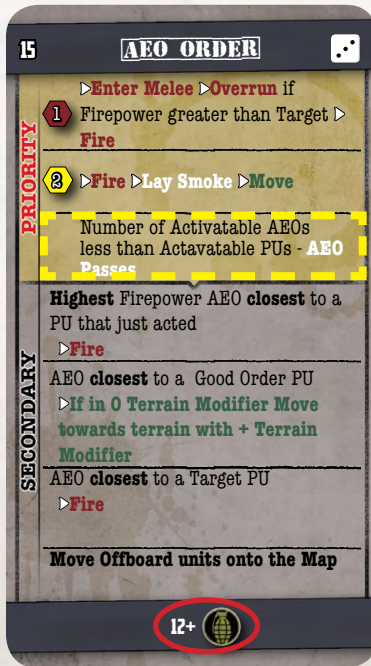 15 AEO ORDER
▷Enter Melee ▷Overrun if
1 Firepower greater than Target ▷
Fire
PRIORITY
2 ▷Fire ▷Lay Smoke ▷Move
Number of Activatable AEOs
less than Actavatable PUs - AEO
Passes
Highest Firepower AEO closest to a
PU that just acted
▷Fire
SECONDARY
AEO closest to a Good Order PU
▷If in 0 Terrain Modifier Move
towards terrain with + Terrain
Modifier
AEO closest to a Target PU
▷Fire
Move Offboard units onto the Map
12+